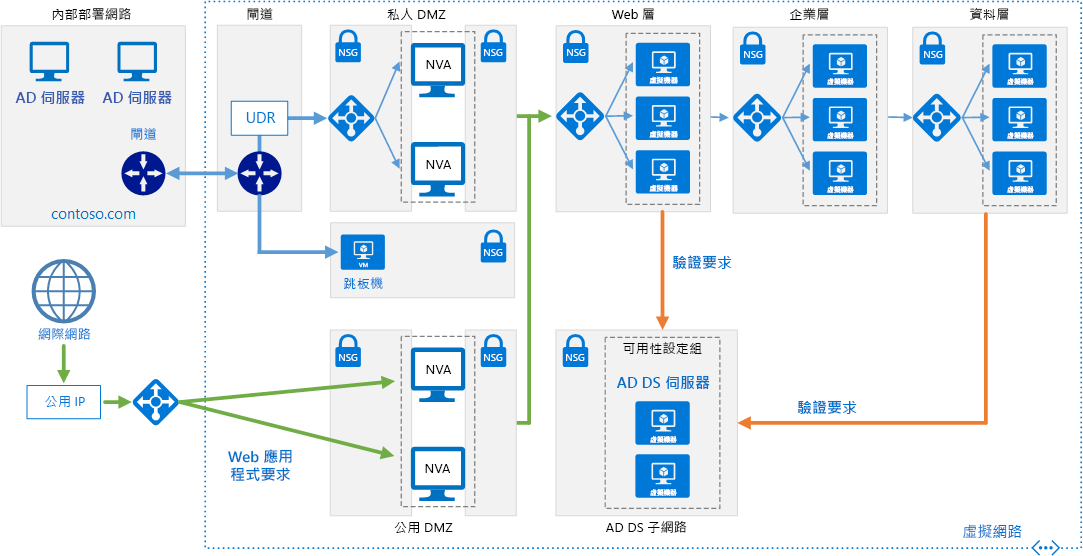 內部部署網路
閘道
私人 DMZ
Web 層
企業層
資料層
AD 伺服器
AD 伺服器
閘道
contoso.com
UDR
NSG
NSG
NVA
NVA
NSG
虛擬機器
虛擬機器
虛擬機器
NSG
虛擬機器
虛擬機器
虛擬機器
NSG
虛擬機器
虛擬機器
虛擬機器
VM
跳板機
NSG
驗證要求
網際網路
公用 IP
Web 應用
程式要求
NSG
NSG
NVA
NVA
公用 DMZ
NSG
可用性設定組
AD DS 伺服器
虛擬機器
虛擬機器
AD DS 子網路
驗證要求
虛擬網路